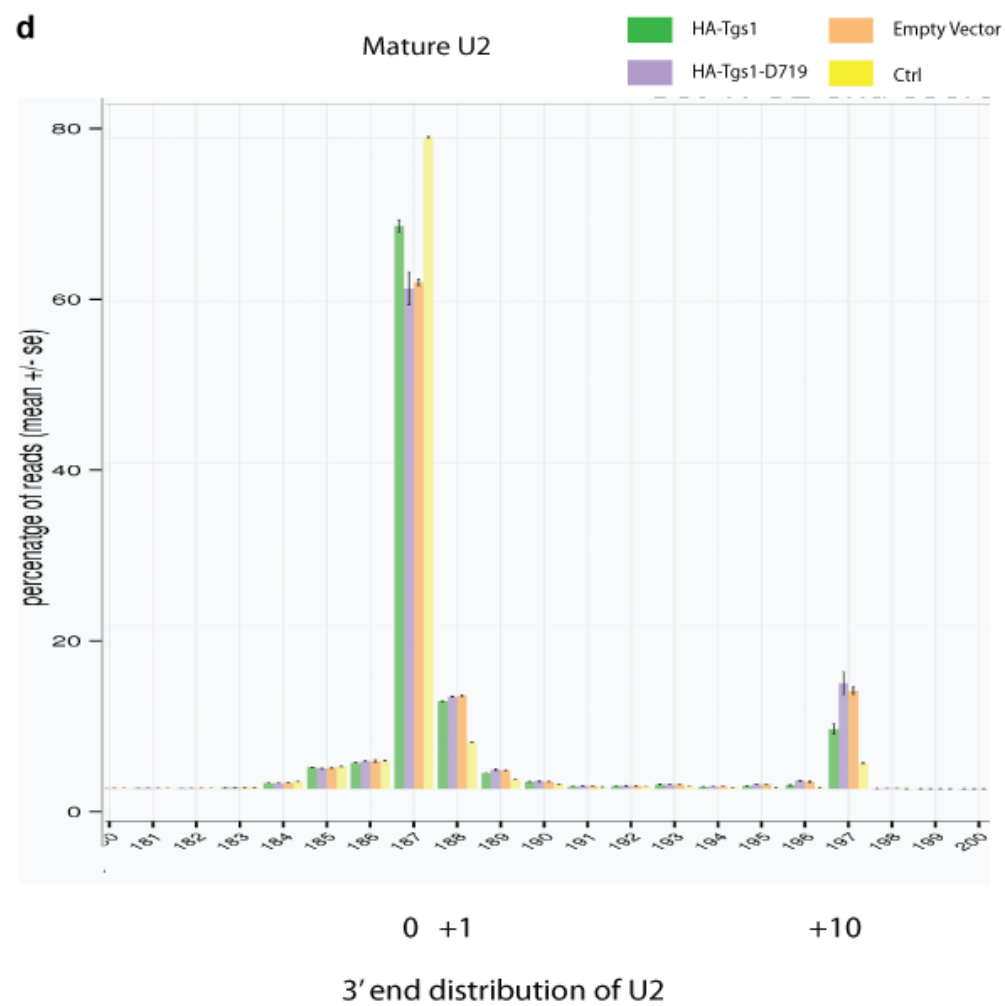 d
Mature U2
HA-Tgs1
Empty Vector
HA-Tgs1-D719
Ctrl
80
60
40
20
0
percenatge of reads (mean +/- se)
181 182 183 184 185 186 187 188 189 190 191 192 193 194 195 196 197 198 199 200
0 +1 +10
3' end distribution of U2